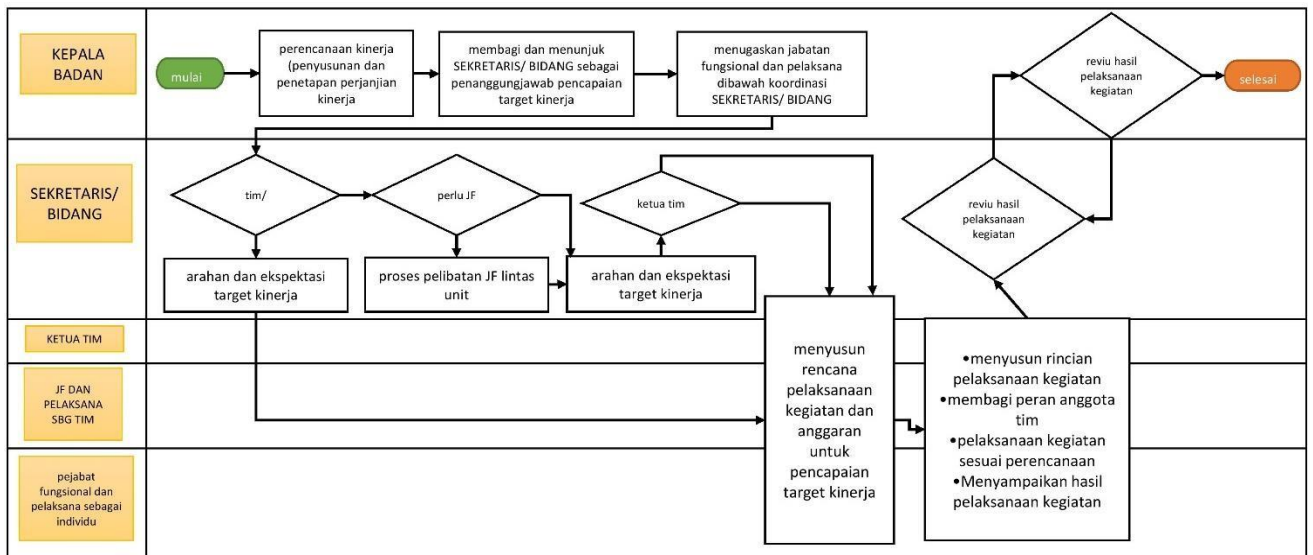 KEPALA
BADAN
mulai
perencanaan kinerja
(penyusunan dan
penetapan perjanjian
kinerja
membagi dan menunjuk
SEKRETARIS/ BIDANG sebagai
penanggungjawab pencapaian
target kinerja
menugaskan jabatan
fungsional dan pelaksana
dibawah koordinasi
SEKRETARIS/ BIDANG
reviu hasil
pelaksanaan
kegiatan
selesai
SEKRETARIS/
BIDANG
tim/
perlu JF
ketua tim
reviu hasil
pelaksanaan
kegiatan
arahan dan ekspektasi
target kinerja
proses pelibatan JF lintas
unit
arahan dan ekspektasi
target kinerja
KETUA TIM
JF DAN
PELAKSANA
SBG TIM
pejabat
fungsional dan
pelaksana sebagai
individu
menyusun
rencana
pelaksanaan
kegiatan dan
anggaran
untuk
pencapaian
target kinerja
•menyusun rincian
pelaksanaan kegiatan
•membagi peran anggota
tim
•pelaksanaan kegiatan
sesuai perencanaan
•Menyampaikan hasil
pelaksanaan kegiatan